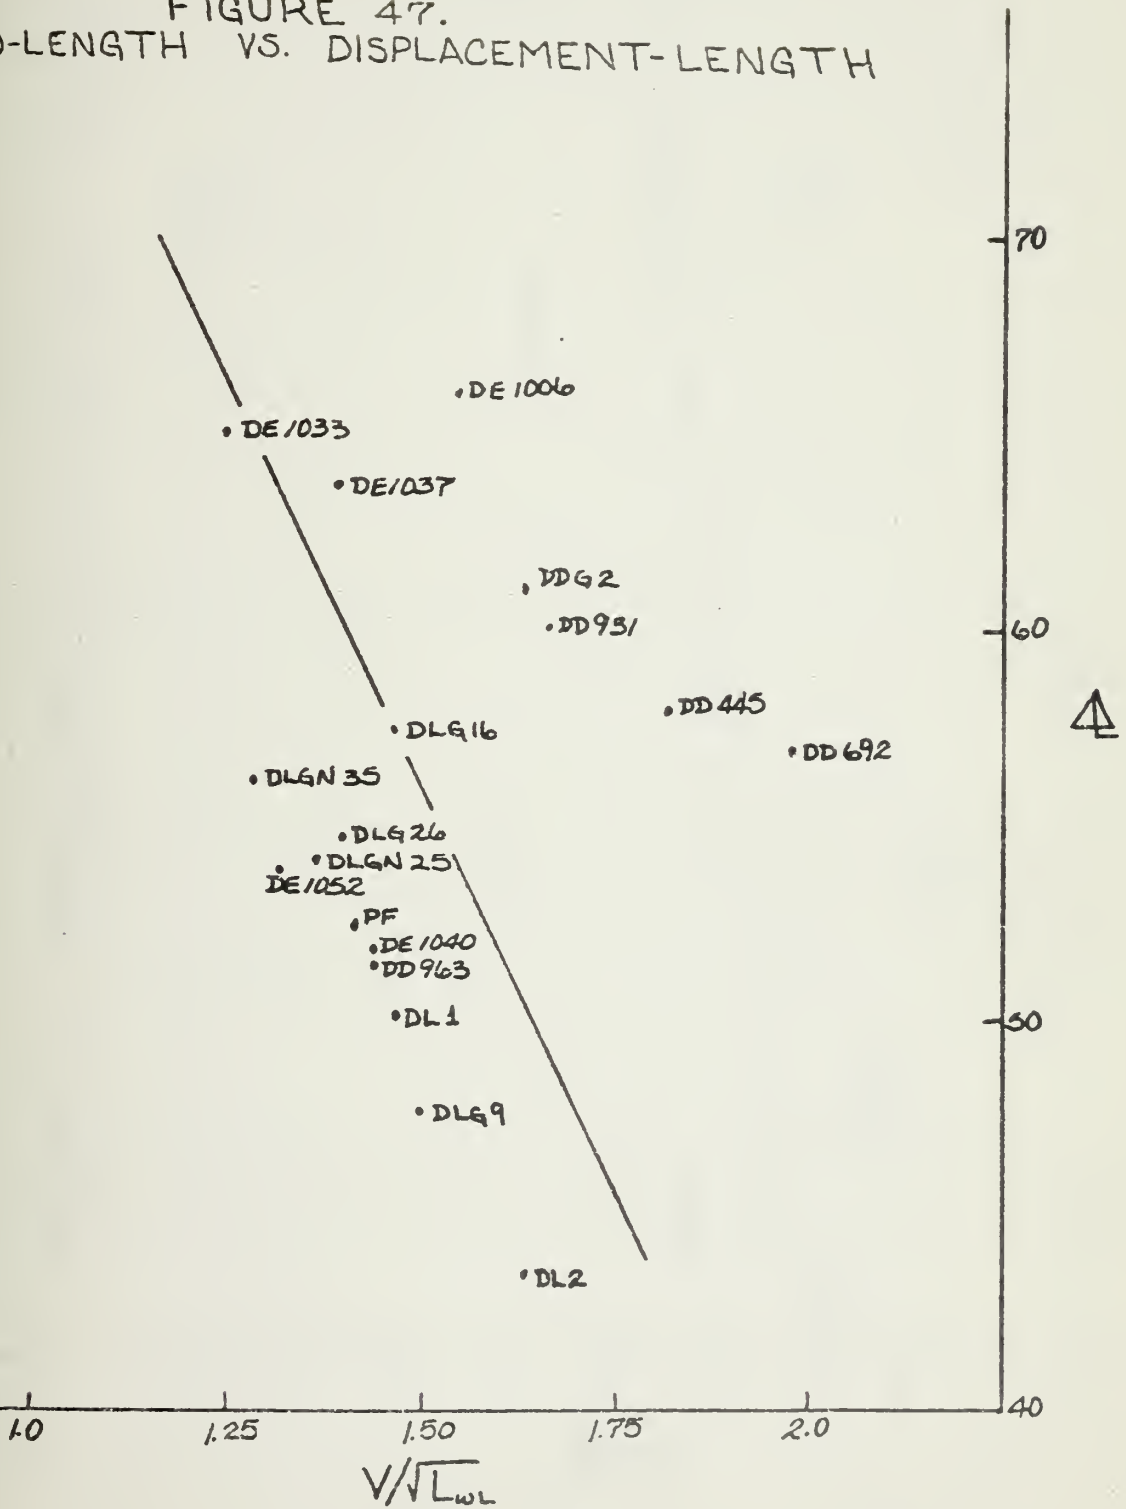 FIGURE 47.
-LENGTH VS. DISPLACEMENT-LENGTH
70
DE 1006
DE 1033
DE 1037
DDG 2
DD 931
60
DD 445
DLG 16
DD 692
DLGN 35
DLG 26
DLGN 25
DE 1052
PF
DE 1040
DD 963
DL 1
50
DLG 9
DL 2
40
1.0 1.25 1.50 1.75 2.0
V/√L_WL